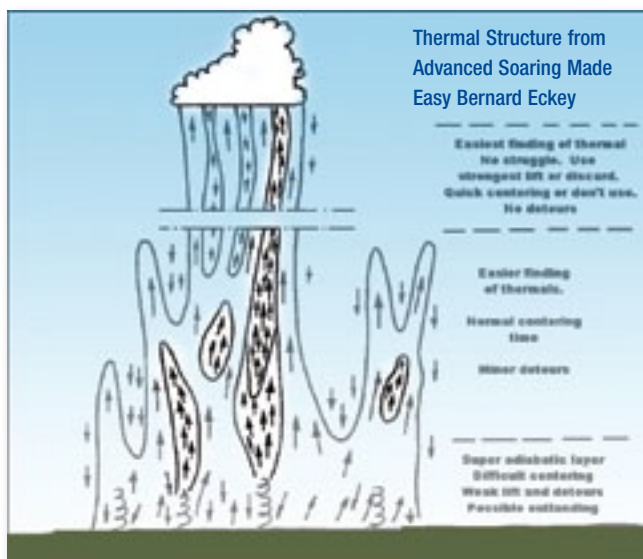 Thermal Structure from
Advanced Soaring Made
Easy Bernard Eckey
Easiest finding of thermal
No struggle. Use
strongest lift or discard.
Quick centering or don't use.
No detours
Easier finding
of thermals.
Normal centering
time
Minor detours
Super adiabatic layer
Difficult centering
Weak lift and detours
Possible outlanding